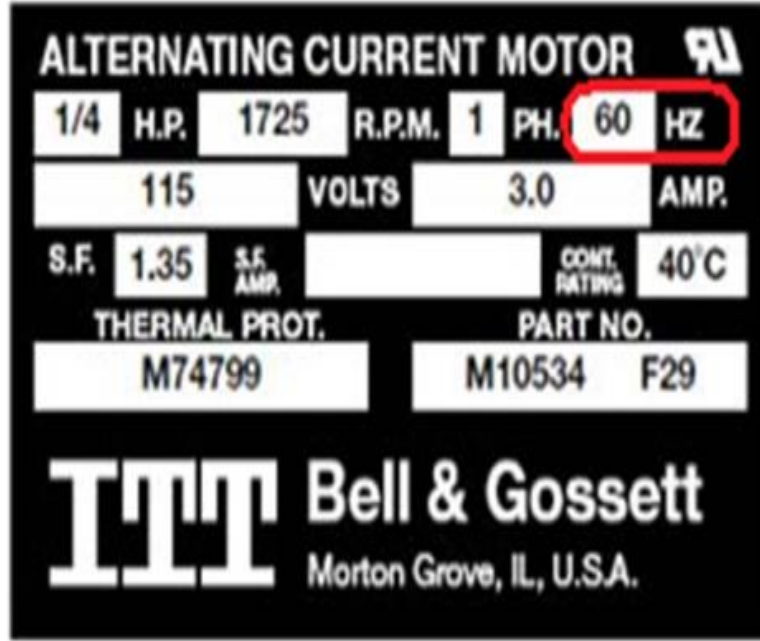 ALTERNATING CURRENT MOTOR RU
1/4 H.P. 1725 R.P.M. 1 PH. 60 HZ
115 VOLTS 3.0 AMP.
S.F. 1.35 S.F. AMP. CONT. RATING 40°C
THERMAL PROT. PART NO.
M74799 M10534 F29
ITT Bell & Gossett
Morton Grove, IL, U.S.A.